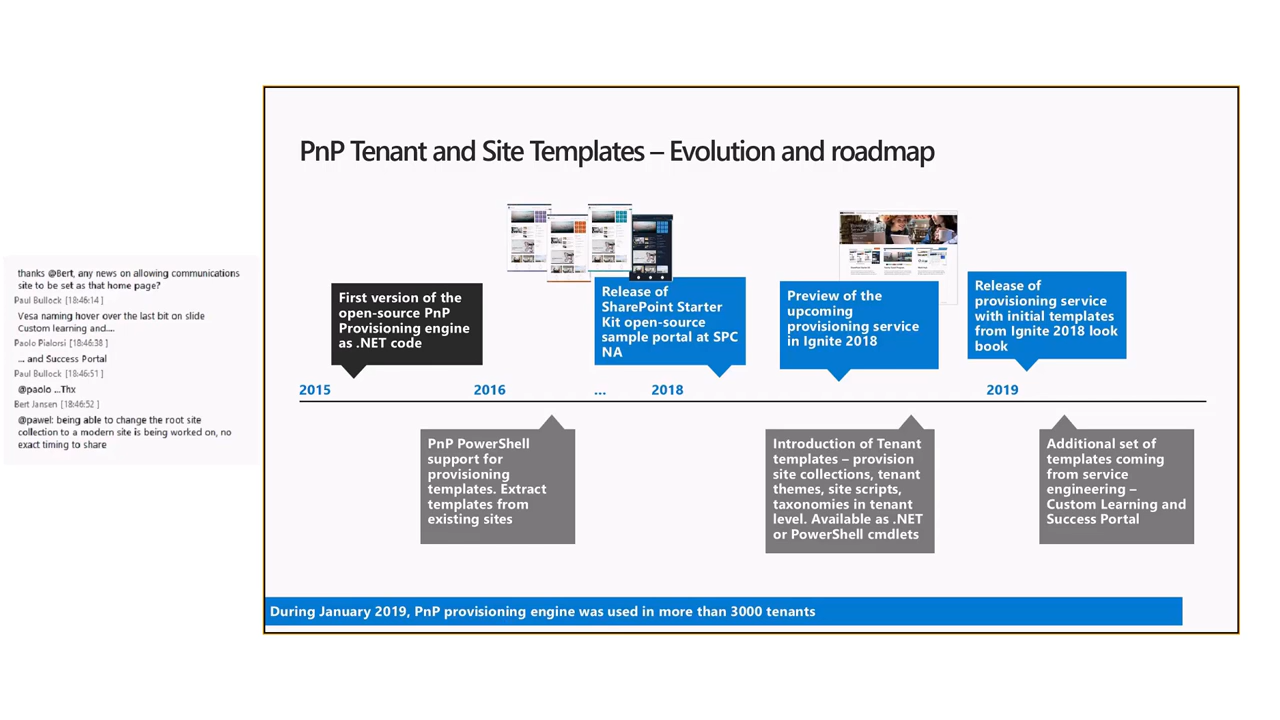 thanks @Bert, any news on allowing communications
site to be set as that home page?
Paul Bullock [18:46:14 ]
Vesa naming hover over the last bit on slide
Custom learning and....
Paolo Pialorsi [18:46:38 ]
... and Success Portal
Paul Bullock [18:46:51 ]
@paolo ...Thx
Bert Jansen [18:46:52 ]
@pawel: being able to change the root site
collection to a modern site is being worked on, no
exact timing to share
PnP Tenant and Site Templates – Evolution and roadmap
First version of the
open-source PnP
Provisioning engine
as .NET code
Release of
SharePoint Starter
Kit open-source
sample portal at SPC
NA
Preview of the
upcoming
provisioning service
in Ignite 2018
Release of
provisioning service
with initial templates
from Ignite 2018 look
book
2015 2016 ... 2018 2019
PnP PowerShell
support for
provisioning
templates. Extract
templates from
existing sites
Introduction of Tenant
templates – provision
site collections, tenant
themes, site scripts,
taxonomies in tenant
level. Available as .NET
or PowerShell cmdlets
Additional set of
templates coming
from service
engineering –
Custom Learning and
Success Portal
During January 2019, PnP provisioning engine was used in more than 3000 tenants